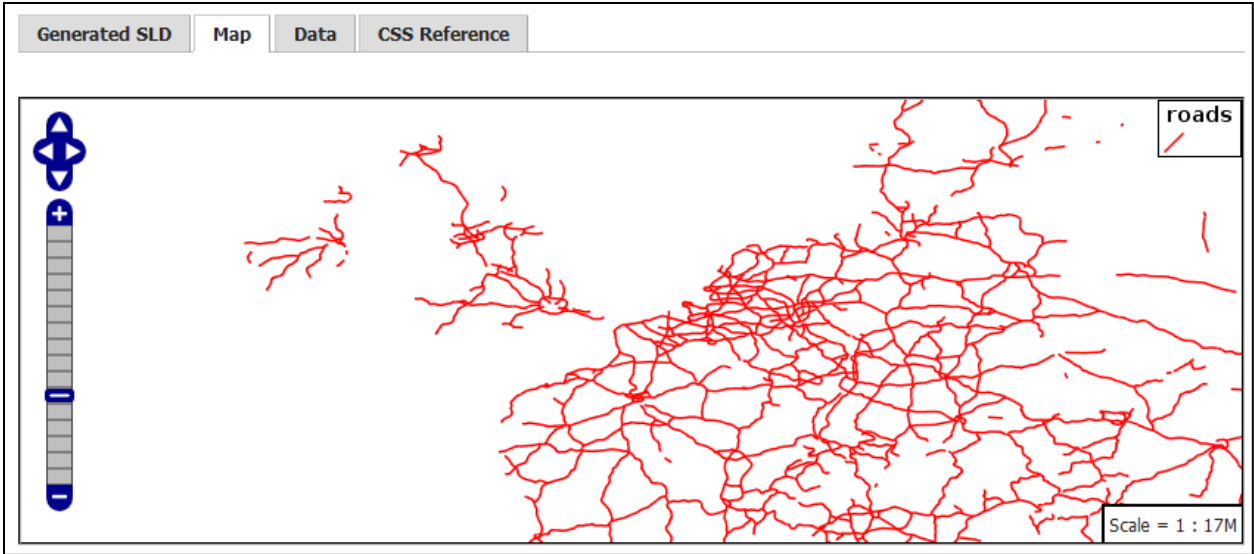 Generated SLD Map Data CSS Reference
roads
Scale = 1 : 17M